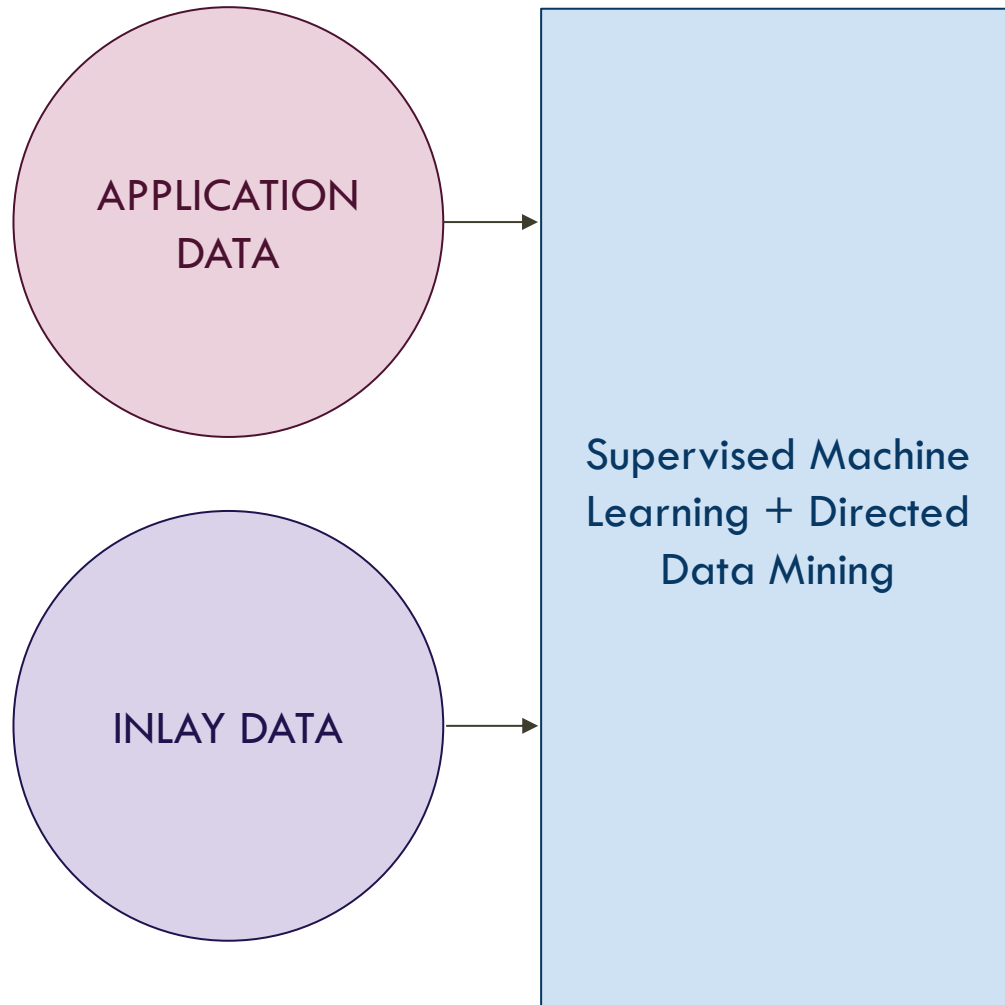 APPLICATION
DATA
Supervised Machine
Learning + Directed
Data Mining
INLAY DATA